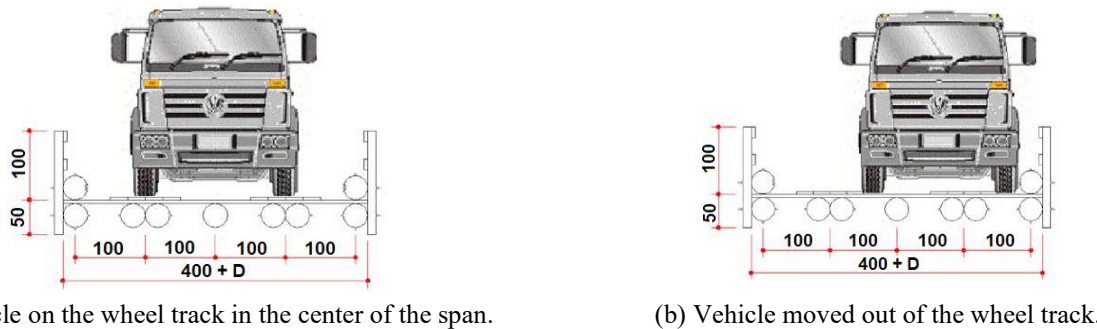 100
50
100 100 100 100
400 + D
cle on the wheel track in the center of the span.
100
50
100 100 100 100
400 + D
(b) Vehicle moved out of the wheel track.